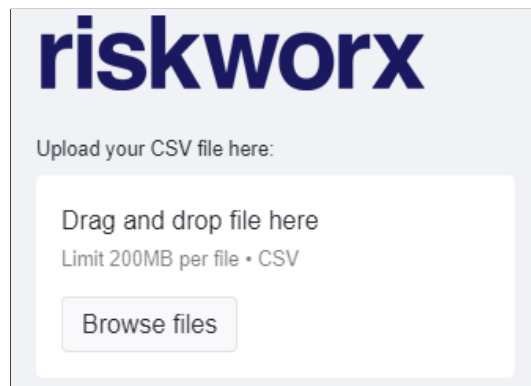 riskworx
Upload your CSV file here:
Drag and drop file here
Limit 200MB per file • CSV
Browse files